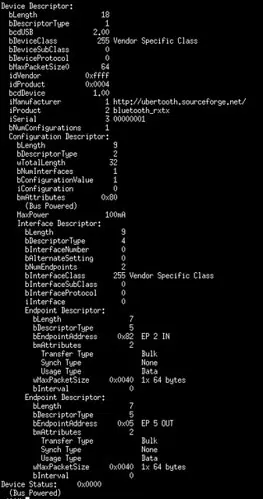 Device Descriptor:
bLength 18
bDescriptorType 1
bcdUSB 2.00
bDeviceClass 255 Vendor Specific Class
bDeviceSubClass 0
bDeviceProtocol 0
bMaxPacketSize0 64
idVendor 0xffff
idProduct 0x0004
bcdDevice 1.00
iManufacturer 1 http://ubertooth.sourceforge.net/
iProduct 2 bluetooth_rxtx
iSerial 3 00000001
bNumConfigurations 1
Configuration Descriptor:
bLength 9
bDescriptorType 2
wTotalLength 32
bNumInterfaces 1
bConfigurationValue 1
iConfiguration 0
bmAttributes 0x80
(Bus Powered)
MaxPower 100mA
Interface Descriptor:
bLength 9
bDescriptorType 4
bInterfaceNumber 0
bAlternateSetting 0
bNumEndpoints 2
bInterfaceClass 255 Vendor Specific Class
bInterfaceSubClass 0
bInterfaceProtocol 0
iInterface 0
Endpoint Descriptor:
bLength 7
bDescriptorType 5
bEndpointAddress 0x82 EP 2 IN
bmAttributes 2
Transfer Type Bulk
Synch Type None
Usage Type Data
wMaxPacketSize 0x0040 1x 64 bytes
bInterval 0
Endpoint Descriptor:
bLength 7
bDescriptorType 5
bEndpointAddress 0x05 EP 5 OUT
bmAttributes 2
Transfer Type Bulk
Synch Type None
Usage Type Data
wMaxPacketSize 0x0040 1x 64 bytes
bInterval 0
Device Status: 0x0000
(Bus Powered)